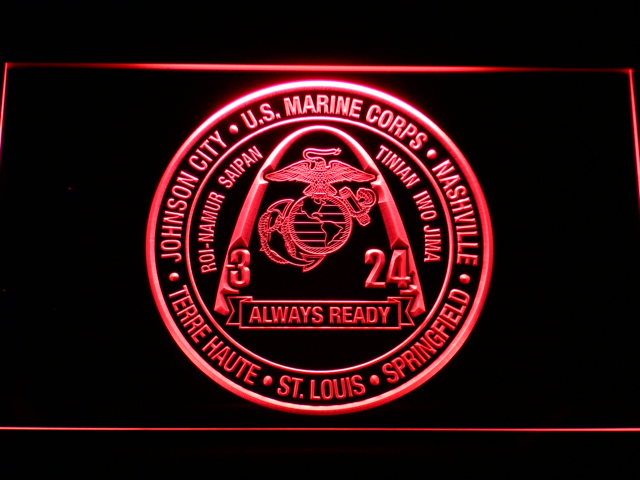 JOHNSON CITY • U.S. MARINE CORPS • NASHVILLE •
TERRE HAUTE • ST. LOUIS • SPRINGFIELD •
ROI-NAMUR SAIPAN
TINIAN IWO JIMA
3 24
ALWAYS READY